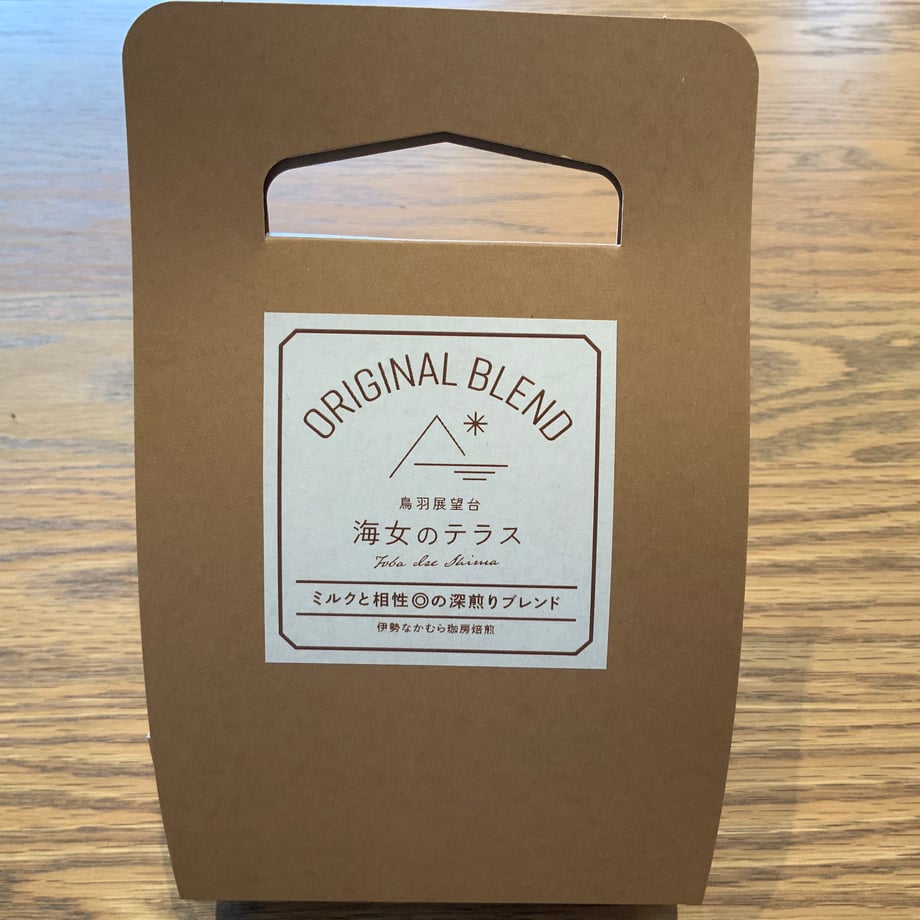 ORIGINAL BLEND
鳥羽展望台
海女のテラス
Toba Ise Shima
ミルクと相性◎の深煎りブレンド
伊勢なかむら珈房焙煎